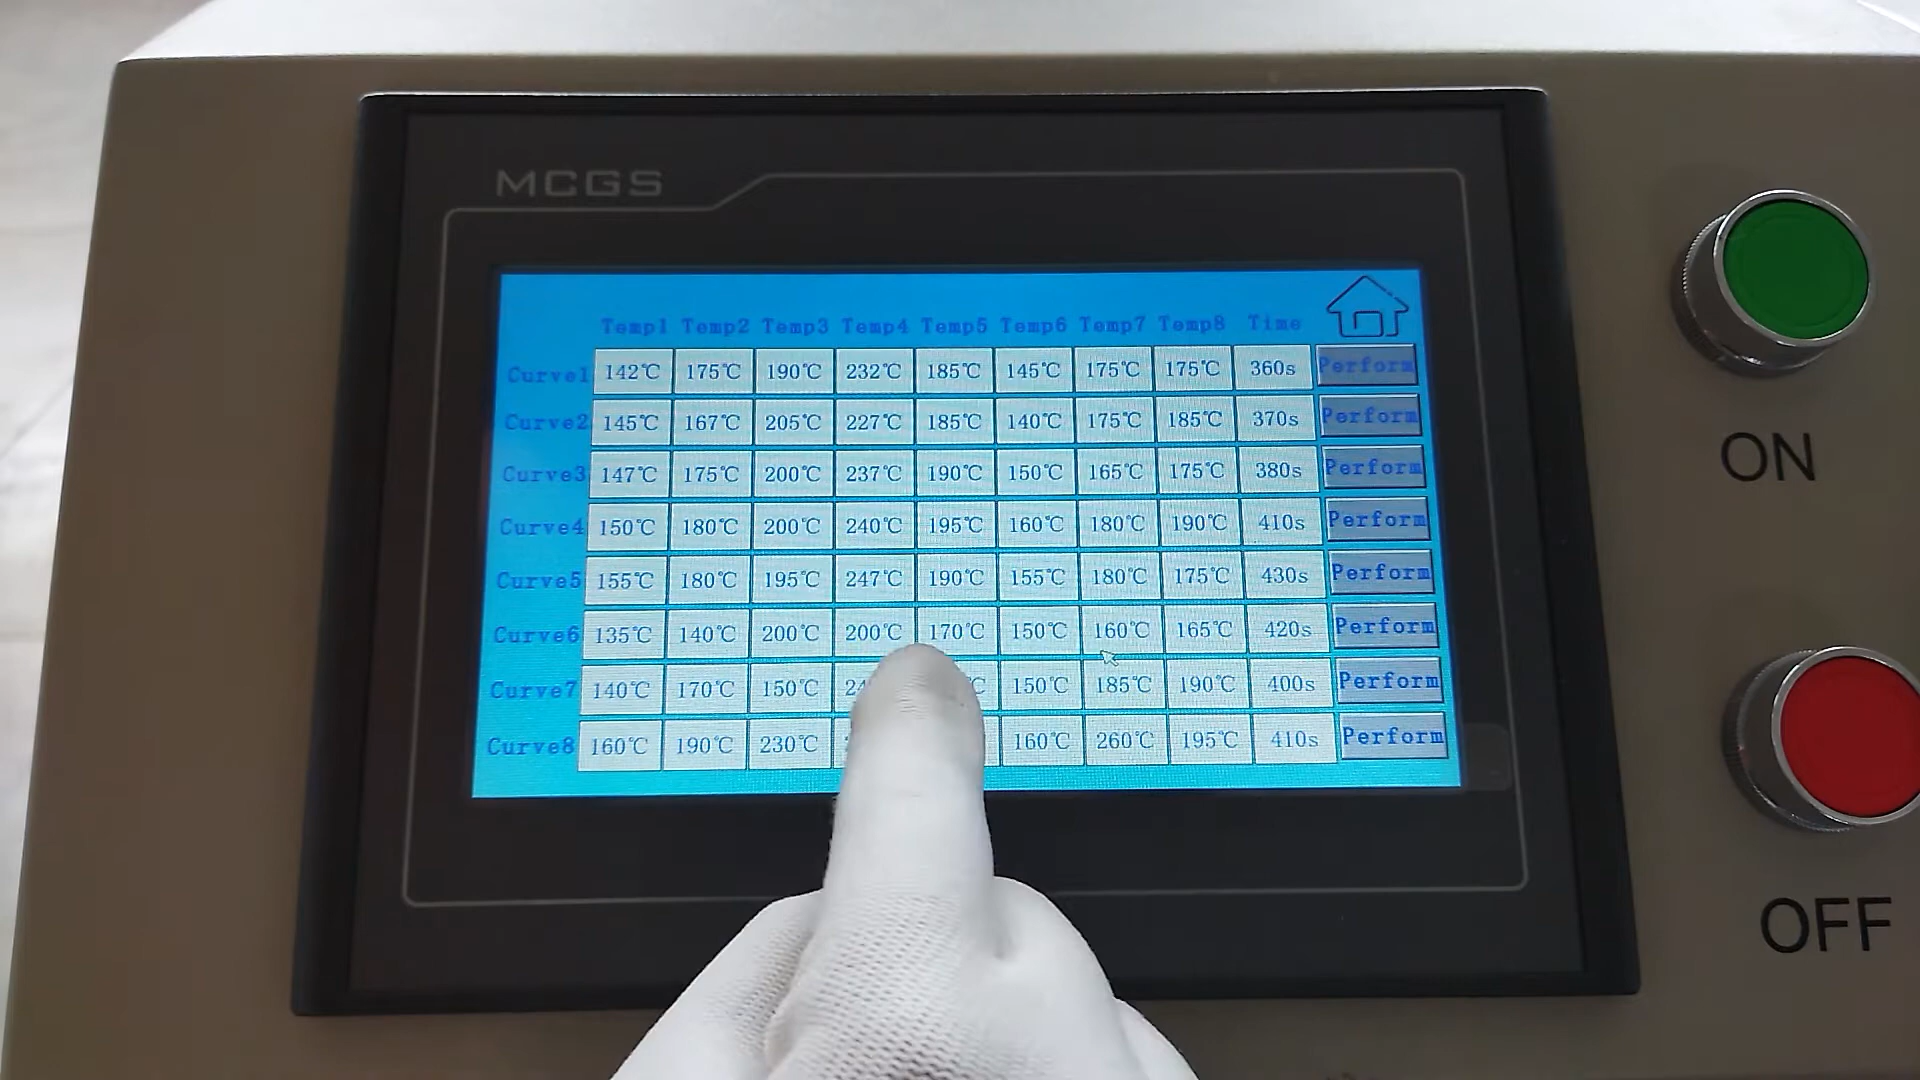 MCGS
Temp1 Temp2 Temp3 Temp4 Temp5 Temp6 Temp7 Temp8 Time
Curve1 142℃ 175℃ 190℃ 232℃ 185℃ 145℃ 175℃ 175℃ 360s Perform
Curve2 145℃ 167℃ 205℃ 227℃ 185℃ 140℃ 175℃ 185℃ 370s Perform
ON
Curve3 147℃ 175℃ 200℃ 237℃ 190℃ 150℃ 165℃ 175℃ 380s Perform
Curve4 150℃ 180℃ 200℃ 240℃ 195℃ 160℃ 180℃ 190℃ 410s Perform
Curve5 155℃ 180℃ 195℃ 247℃ 190℃ 155℃ 180℃ 175℃ 430s Perform
Curve6 135℃ 140℃ 200℃ 200℃ 170℃ 150℃ 160℃ 165℃ 420s Perform
Curve7 140℃ 170℃ 150℃ 150℃ 185℃ 190℃ 400s Perform
Curve8 160℃ 190℃ 230℃ 160℃ 260℃ 195℃ 410s Perform
OFF